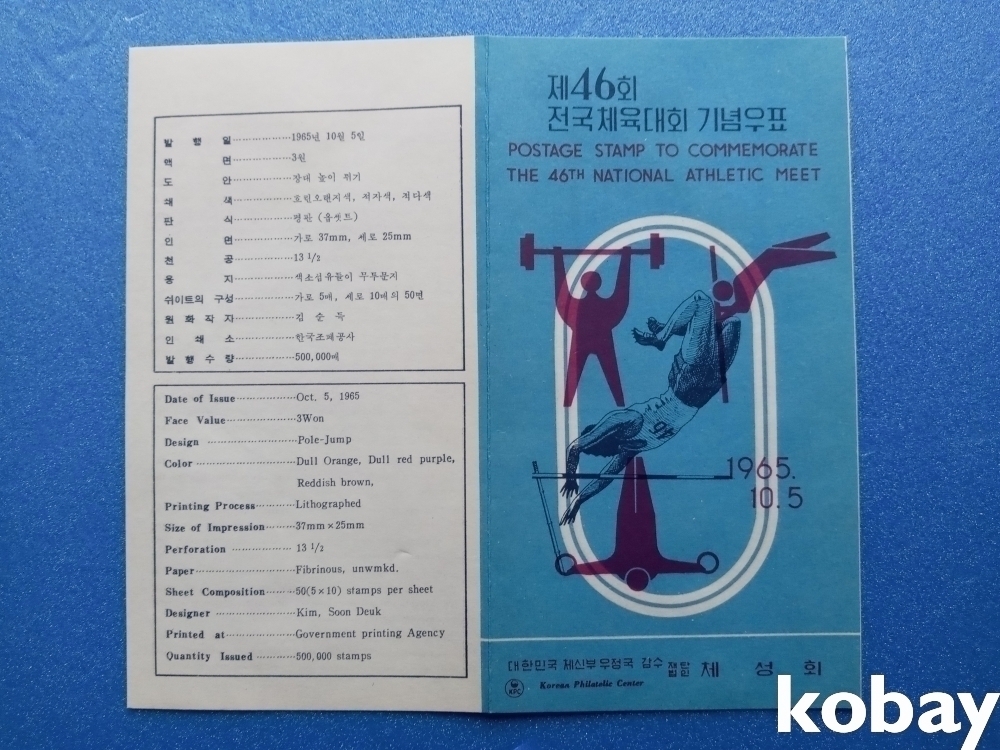 발행일 1965년 10월 5일
액면 3원
도안 장대 높이 뛰기
쇄색 흐린오랜지색, 적자색, 적다색
판식 평판 (옵셋트)
인면 가로 37mm, 세로 25mm
천공 13 1/2
용지 색소섬유들이 무투문지
쉬이트의 구성 가로 5매, 세로 10매의 50면
원화작자 김순득
인쇄소 한국조폐공사
발행수량 500,000매
Date of Issue Oct. 5, 1965
Face Value 3Won
Design Pole-Jump
Color Dull Orange, Dull red purple,
Reddish brown,
Printing Process Lithographed
Size of Impression 37mm×25mm
Perforation 13 1/2
Paper Fibrinous, unwmkd.
Sheet Composition 50(5×10) stamps per sheet
Designer Kim, Soon Deuk
Printed at Government printing Agency
Quantity Issued 500,000 stamps
제46회
전국체육대회 기념우표
POSTAGE STAMP TO COMMEMORATE
THE 46TH NATIONAL ATHLETIC MEET
46
1965.
10.5
대한민국 체신부우정국 감수 재단법인 체성회
KPC Korean Philatelic Center
kobay